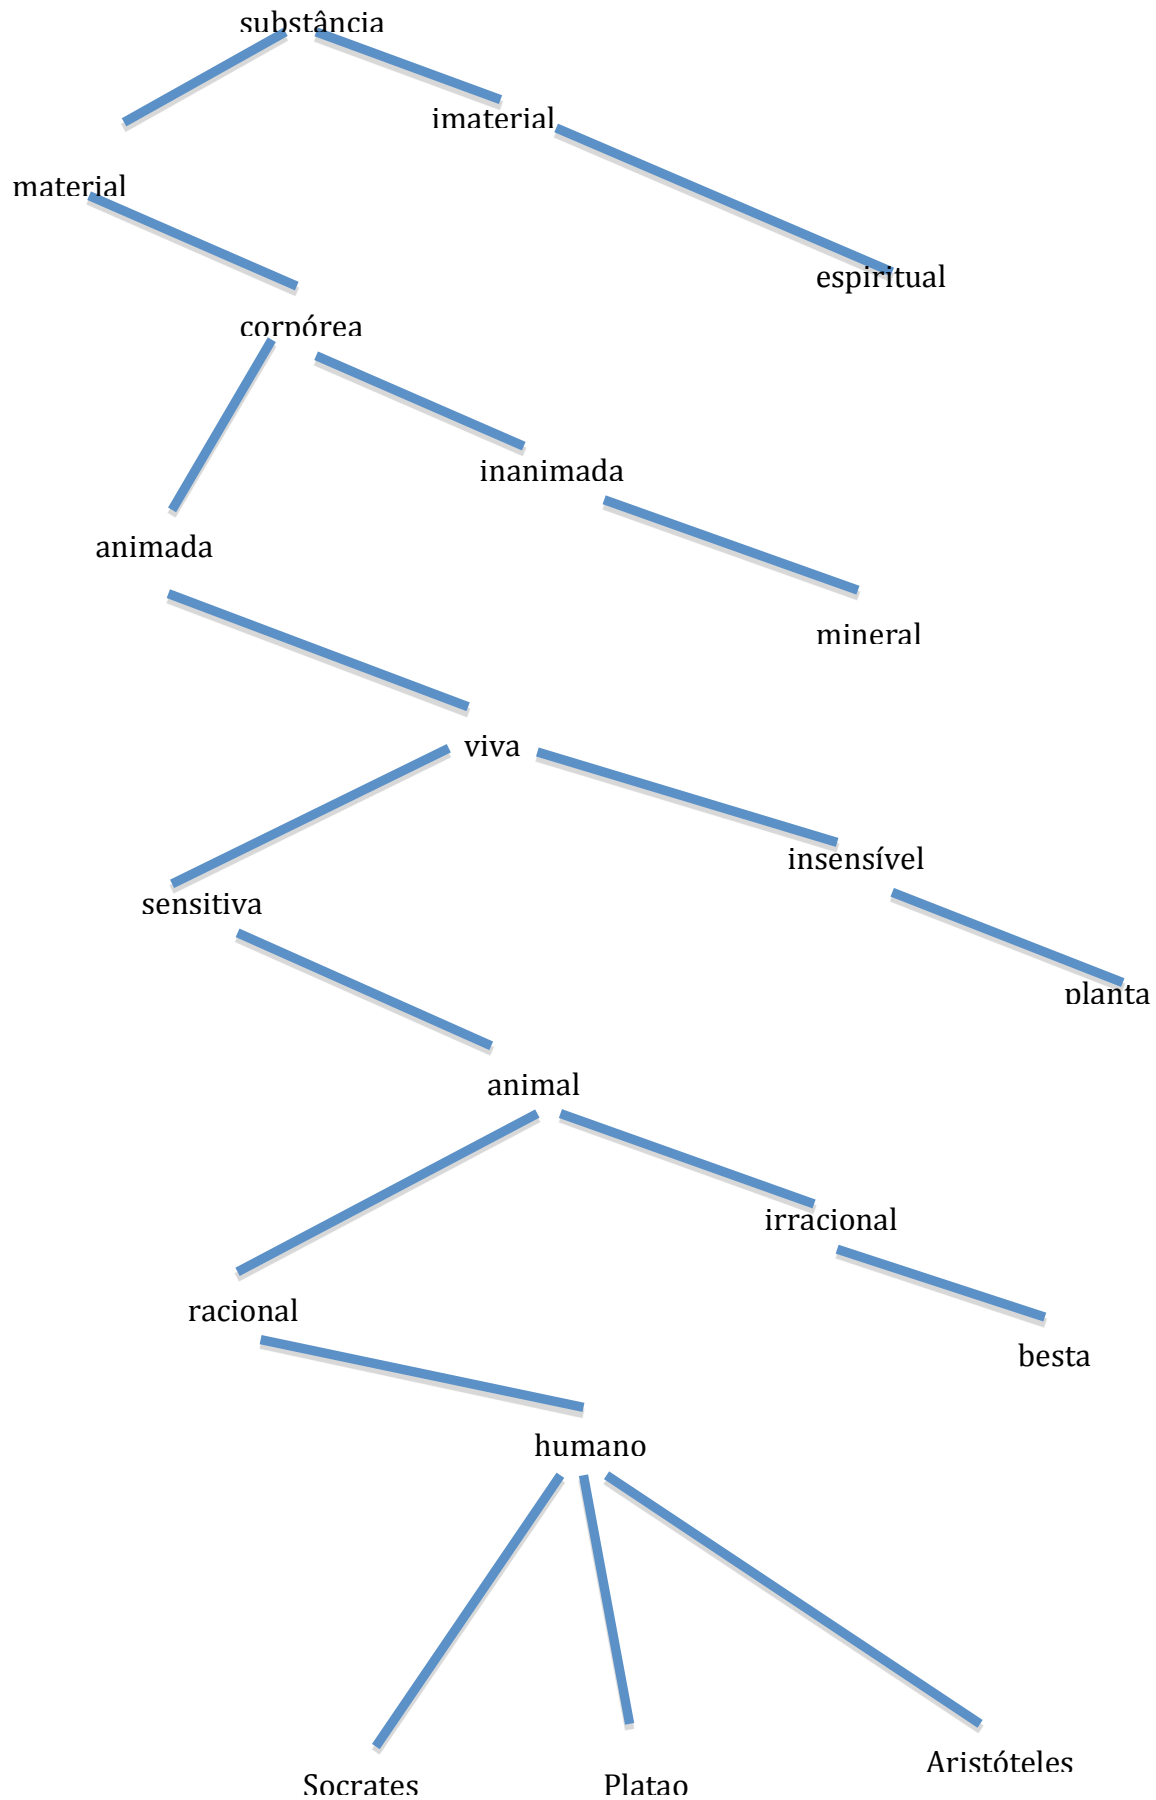 substância
imaterial
material
espiritual
corpórea
inanimada
animada
mineral
viva
insensível
sensitiva
planta
animal
irracional
racional
besta
humano
Aristóteles
Socrates
Platao